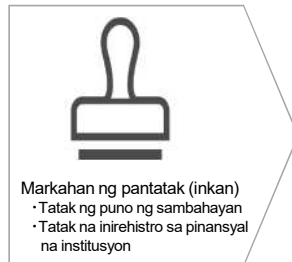 Markahan ng pantatak (inkan)
・Tatak ng puno ng sambahayan
・Tatak na inirehistro sa pinansyal
na institusyon